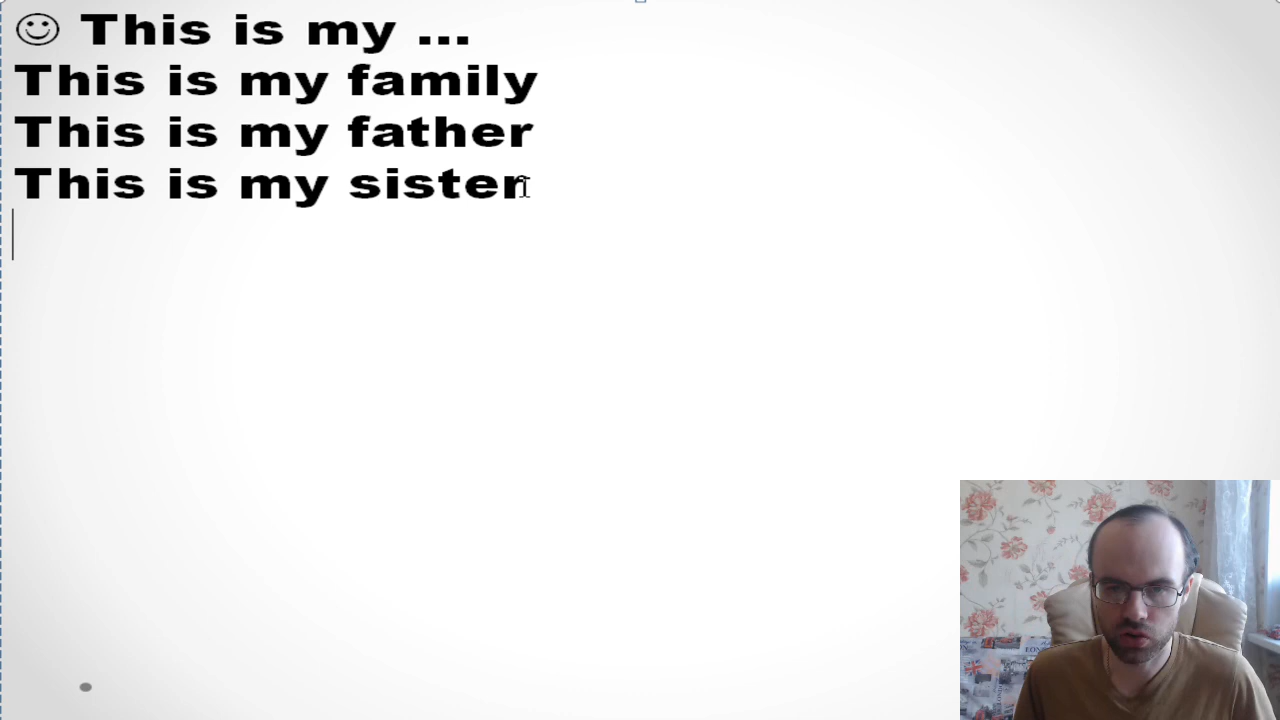 ☺ This is my ...
This is my family
This is my father
This is my sister